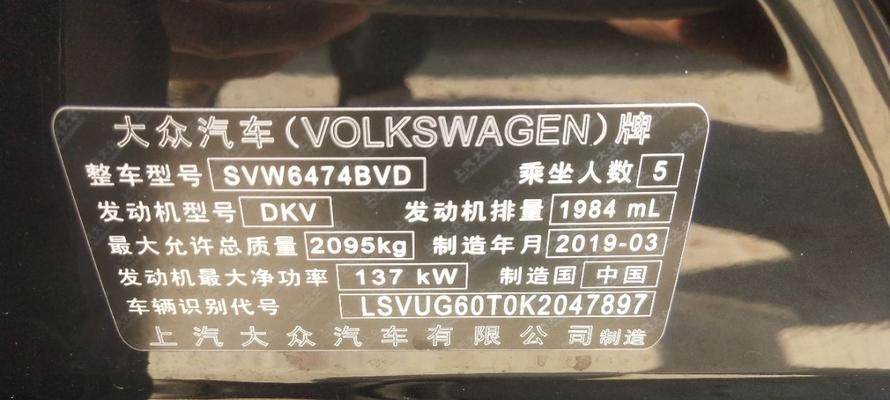 大众汽车(VOLKSWAGEN)牌
整车型号 SVW6474BVD 乘坐人数 5
发动机型号 DKV 发动机排量 1984 mL
最大允许总质量 2095kg 制造年月 2019-03
发动机最大净功率 137 kW 制造国 中国
车辆识别代号 LSVUG60T0K2047897
上汽大众汽车有限公司制造